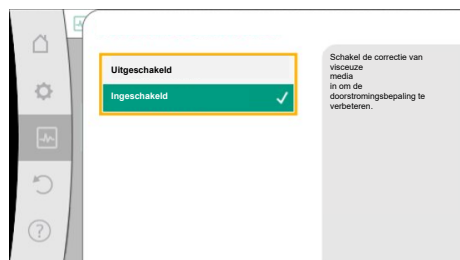 Uitgeschakeld
Ingeschakeld
Schakel de correctie van
visceuze
media
in om de
doorstromingsbepaling te
verbeteren.